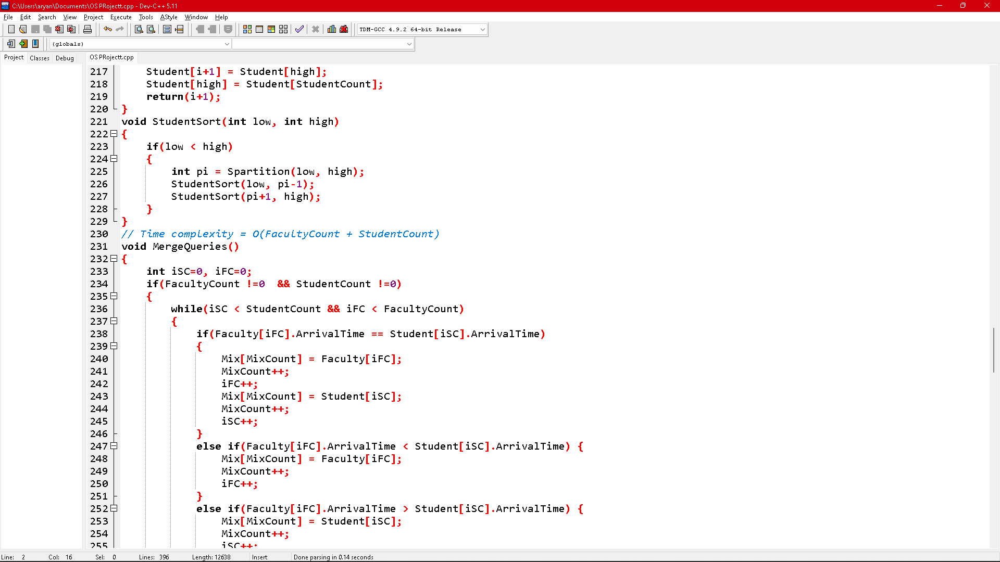 C:\Users\aryan\Documents\OS PRojectt.cpp - Dev-C++ 5.11
File Edit Search View Project Execute Tools AStyle Window Help
TDM-GCC 4.9.2 64-bit Release
(globals)
Project Classes Debug
OS PRojectt.cpp
217 Student[i+1] = Student[high];
218 Student[high] = Student[StudentCount];
219 return(i+1);
220 }
221 void StudentSort(int low, int high)
222 {
223 if(low < high)
224 {
225 int pi = Spartition(low, high);
226 StudentSort(low, pi-1);
227 StudentSort(pi+1, high);
228 }
229 }
230 // Time complexity = O(FacultyCount + StudentCount)
231 void MergeQueries()
232 {
233 int iSC=0, iFC=0;
234 if(FacultyCount !=0  && StudentCount !=0)
235 {
236 while(iSC < StudentCount && iFC < FacultyCount)
237 {
238 if(Faculty[iFC].ArrivalTime == Student[iSC].ArrivalTime)
239 {
240 Mix[MixCount] = Faculty[iFC];
241 MixCount++;
242 iFC++;
243 Mix[MixCount] = Student[iSC];
244 MixCount++;
245 iSC++;
246 }
247 else if(Faculty[iFC].ArrivalTime < Student[iSC].ArrivalTime) {
248 Mix[MixCount] = Faculty[iFC];
249 MixCount++;
250 iFC++;
251 }
252 else if(Faculty[iFC].ArrivalTime > Student[iSC].ArrivalTime) {
253 Mix[MixCount] = Student[iSC];
254 MixCount++;
255 iSC++;
Line: 2 Col: 16 Sel: 0 Lines: 396 Length: 12638 Insert Done parsing in 0.14 seconds